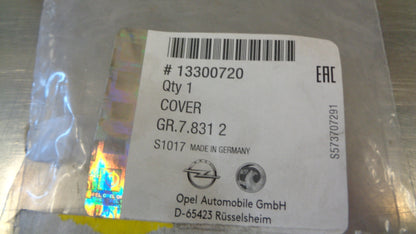 # 13300720
Qty 1
COVER
GR.7.831 2
S1017 MADE IN GERMANY
Opel Automobile GmbH
D-65423 Rüsselsheim
EAC
S573707291